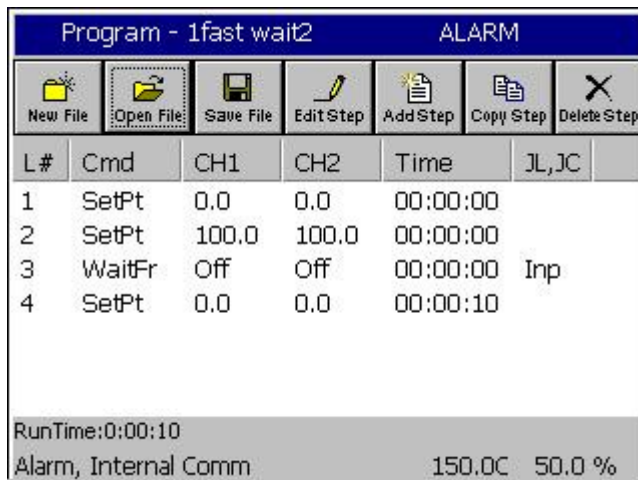 Program - 1fast wait2 ALARM
New File Open File Save File Edit Step Add Step Copy Step Delete Step
L# Cmd CH1 CH2 Time JL,JC
1 SetPt 0.0 0.0 00:00:00
2 SetPt 100.0 100.0 00:00:00
3 WaitFr Off Off 00:00:00 Inp
4 SetPt 0.0 0.0 00:00:10
RunTime:0:00:10
Alarm, Internal Comm 150.0C 50.0 %